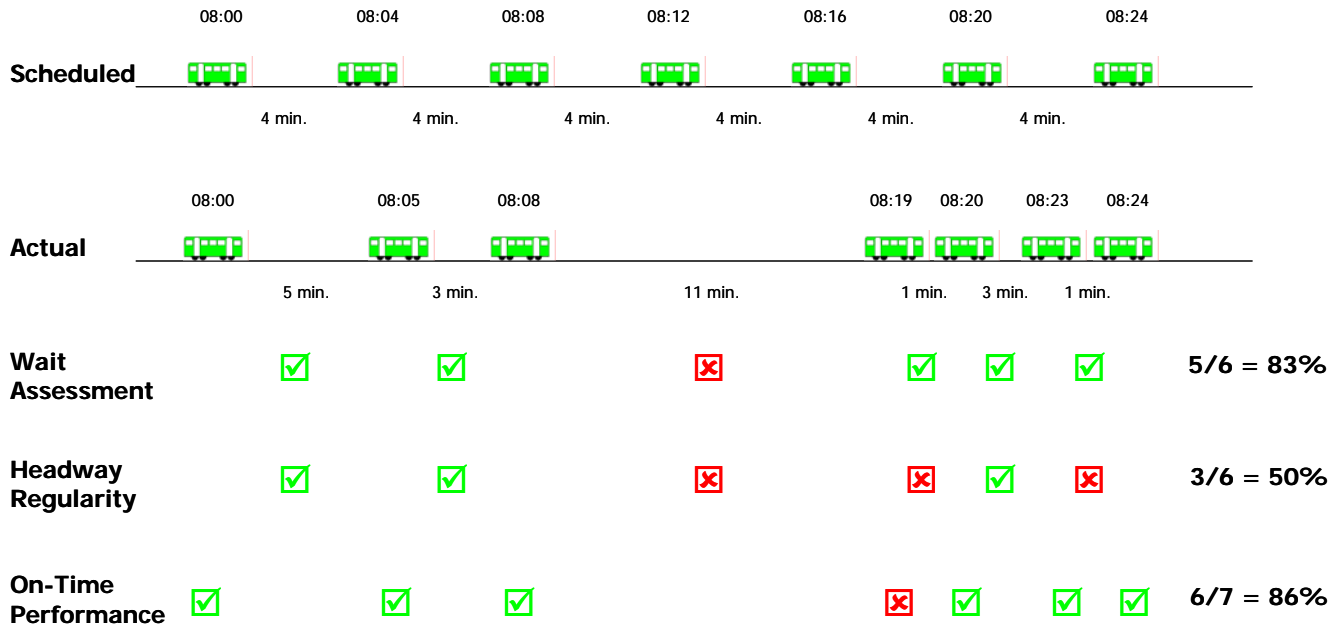 08:00 08:04 08:08 08:12 08:16 08:20 08:24
Scheduled
4 min. 4 min. 4 min. 4 min. 4 min. 4 min.
08:00 08:05 08:08 08:19 08:20 08:23 08:24
Actual
5 min. 3 min. 11 min. 1 min. 3 min. 1 min.
Wait
Assessment
5/6 = 83%
Headway
Regularity
3/6 = 50%
On-Time
Performance
6/7 = 86%